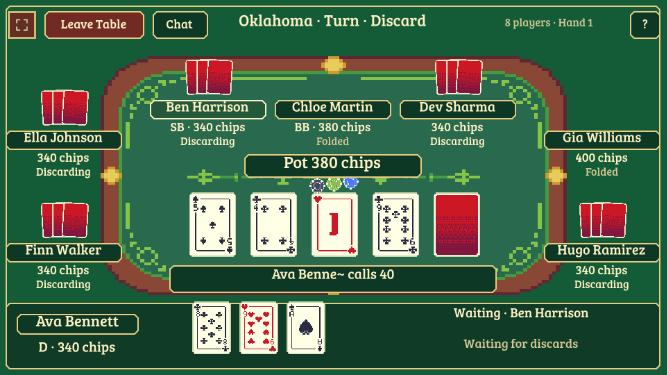 Leave Table
Chat
Oklahoma · Turn · Discard
8 players · Hand 1
?
Ben Harrison
SB · 340 chips
Discarding
Chloe Martin
BB · 380 chips
Folded
Dev Sharma
340 chips
Discarding
Ella Johnson
340 chips
Discarding
Gia Williams
400 chips
Folded
Pot 380 chips
Finn Walker
340 chips
Discarding
Hugo Ramirez
340 chips
Discarding
J
Ava Benne~ calls 40
Ava Bennett
D · 340 chips
Waiting · Ben Harrison
Waiting for discards